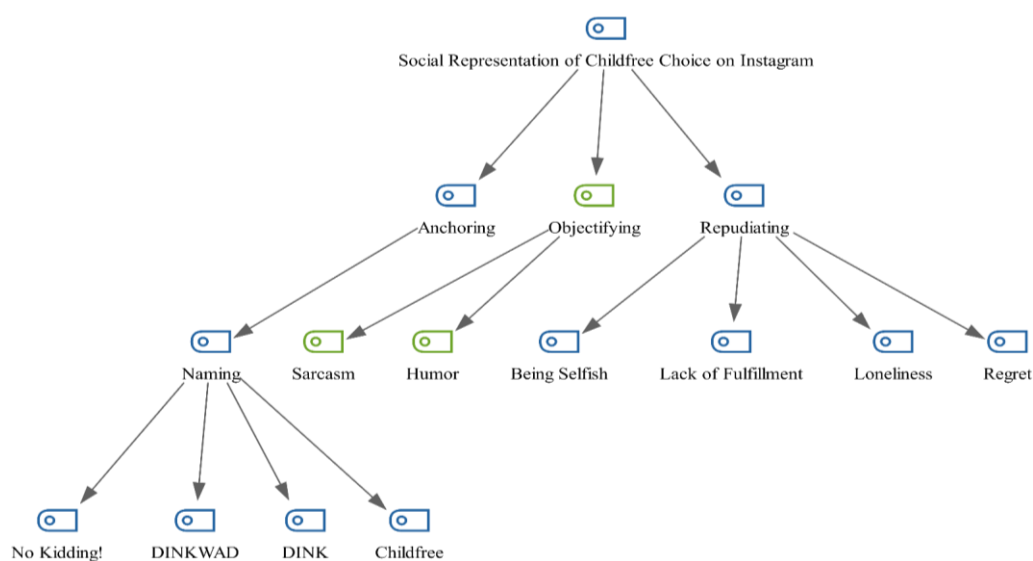 Social Representation of Childfree Choice on Instagram
Anchoring
Objectifying
Repudiating
Naming
Sarcasm
Humor
Being Selfish
Lack of Fulfillment
Loneliness
Regret
No Kidding!
DINKWAD
DINK
Childfree